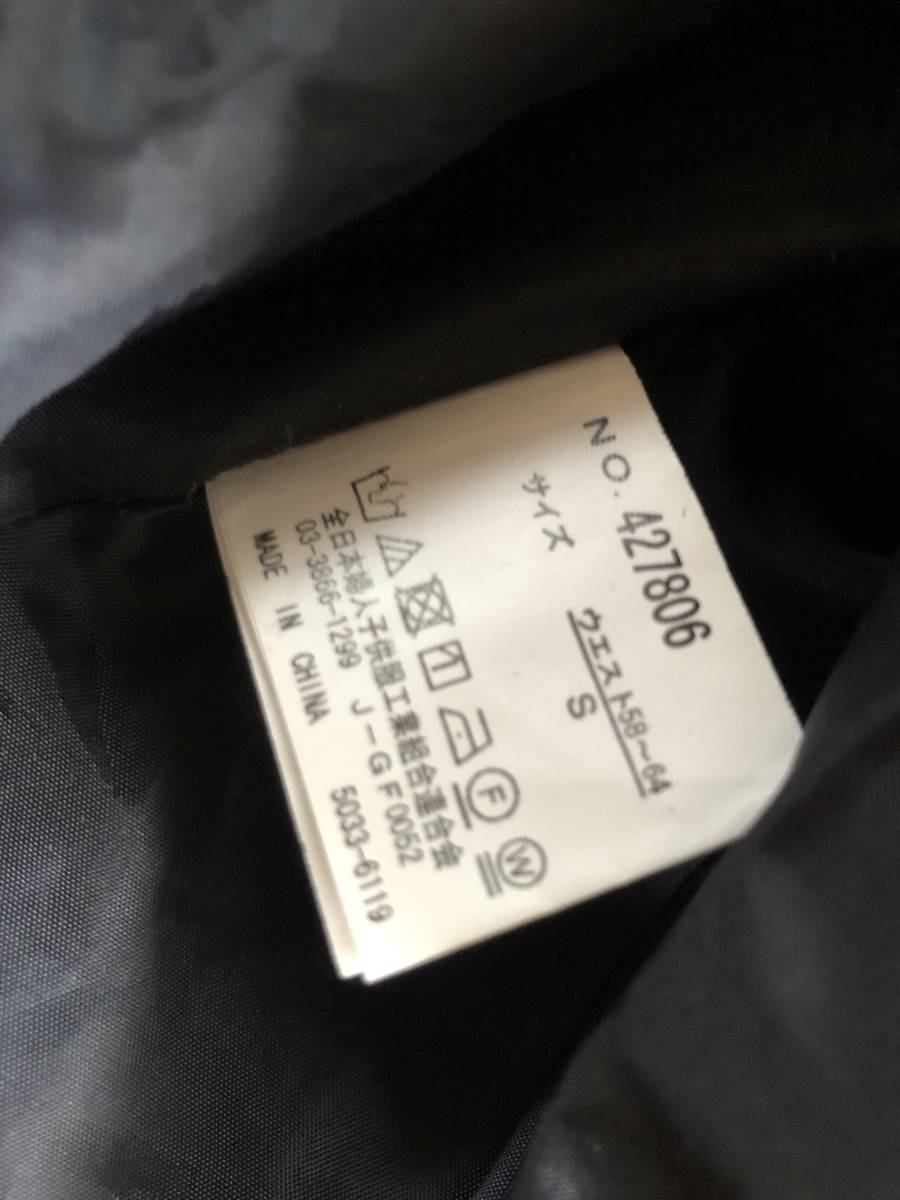 NO. 427806
サイズ
ウエスト58~64
S
F
W
全日本婦人子供服工業組合連合会
03-3866-1299 J-GF0052
MADE IN CHINA 5033-6119